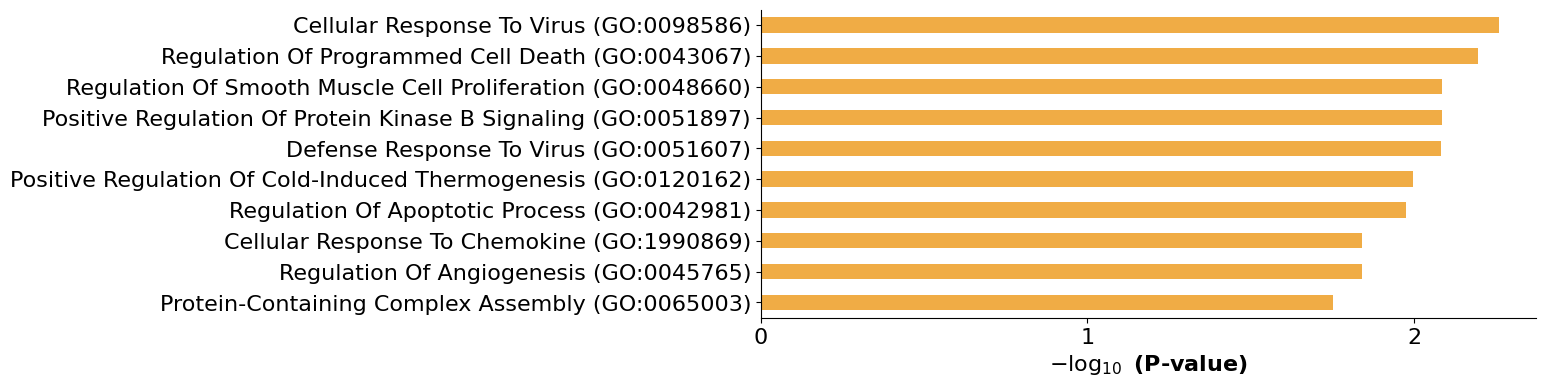 Cellular Response To Virus (GO:0098586)
Regulation Of Programmed Cell Death (GO:0043067)
Regulation Of Smooth Muscle Cell Proliferation (GO:0048660)
Positive Regulation Of Protein Kinase B Signaling (GO:0051897)
Defense Response To Virus (GO:0051607)
Positive Regulation Of Cold-Induced Thermogenesis (GO:0120162)
Regulation Of Apoptotic Process (GO:0042981)
Cellular Response To Chemokine (GO:1990869)
Regulation Of Angiogenesis (GO:0045765)
Protein-Containing Complex Assembly (GO:0065003)
0 1 2
−log₁₀ (P-value)